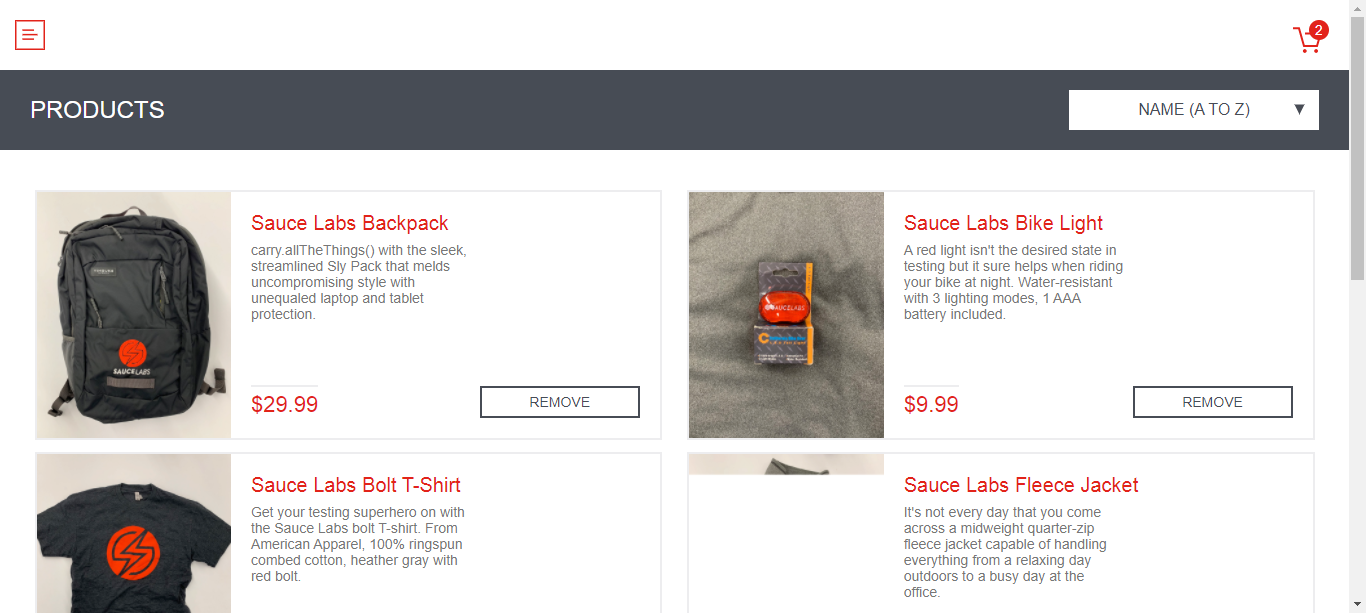 2
PRODUCTS
NAME (A TO Z)
Sauce Labs Backpack
carry.allTheThings() with the sleek,
streamlined Sly Pack that melds
uncompromising style with
unequaled laptop and tablet
protection.
$29.99
REMOVE
SAUCELABS
Sauce Labs Bike Light
A red light isn't the desired state in
testing but it sure helps when riding
your bike at night. Water-resistant
with 3 lighting modes, 1 AAA
battery included.
$9.99
REMOVE
SAUCELABS
Sauce Labs Bolt T-Shirt
Get your testing superhero on with
the Sauce Labs bolt T-shirt. From
American Apparel, 100% ringspun
combed cotton, heather gray with
red bolt.
Sauce Labs Fleece Jacket
It's not every day that you come
across a midweight quarter-zip
fleece jacket capable of handling
everything from a relaxing day
outdoors to a busy day at the
office.